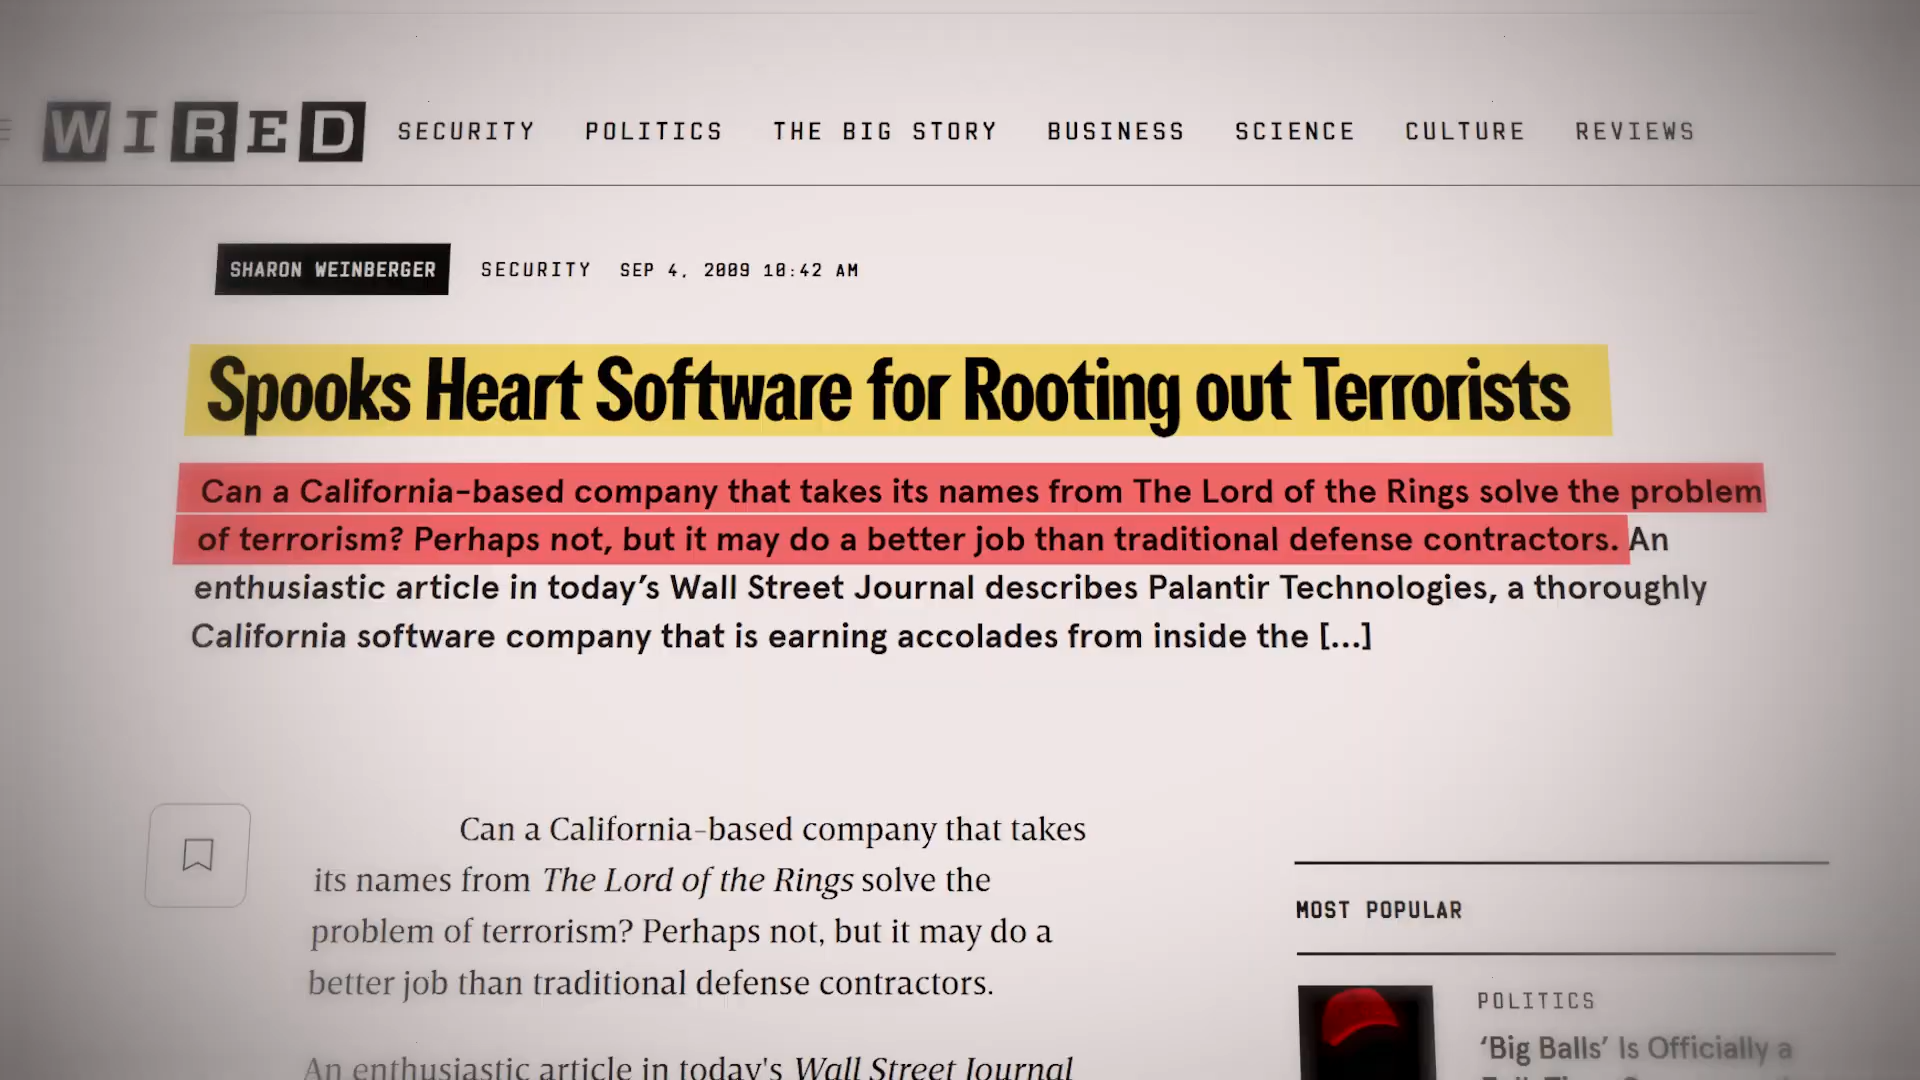 WIRED SECURITY POLITICS THE BIG STORY BUSINESS SCIENCE CULTURE REVIEWS
SHARON WEINBERGER SECURITY SEP 4, 2009 10:42 AM
Spooks Heart Software for Rooting out Terrorists
Can a California-based company that takes its names from The Lord of the Rings solve the problem
of terrorism? Perhaps not, but it may do a better job than traditional defense contractors. An
enthusiastic article in today’s Wall Street Journal describes Palantir Technologies, a thoroughly
California software company that is earning accolades from inside the [...]
Can a California-based company that takes
its names from The Lord of the Rings solve the
problem of terrorism? Perhaps not, but it may do a
better job than traditional defense contractors.
An enthusiastic article in today's Wall Street Journal
MOST POPULAR
POLITICS
‘Big Balls’ Is Officially a